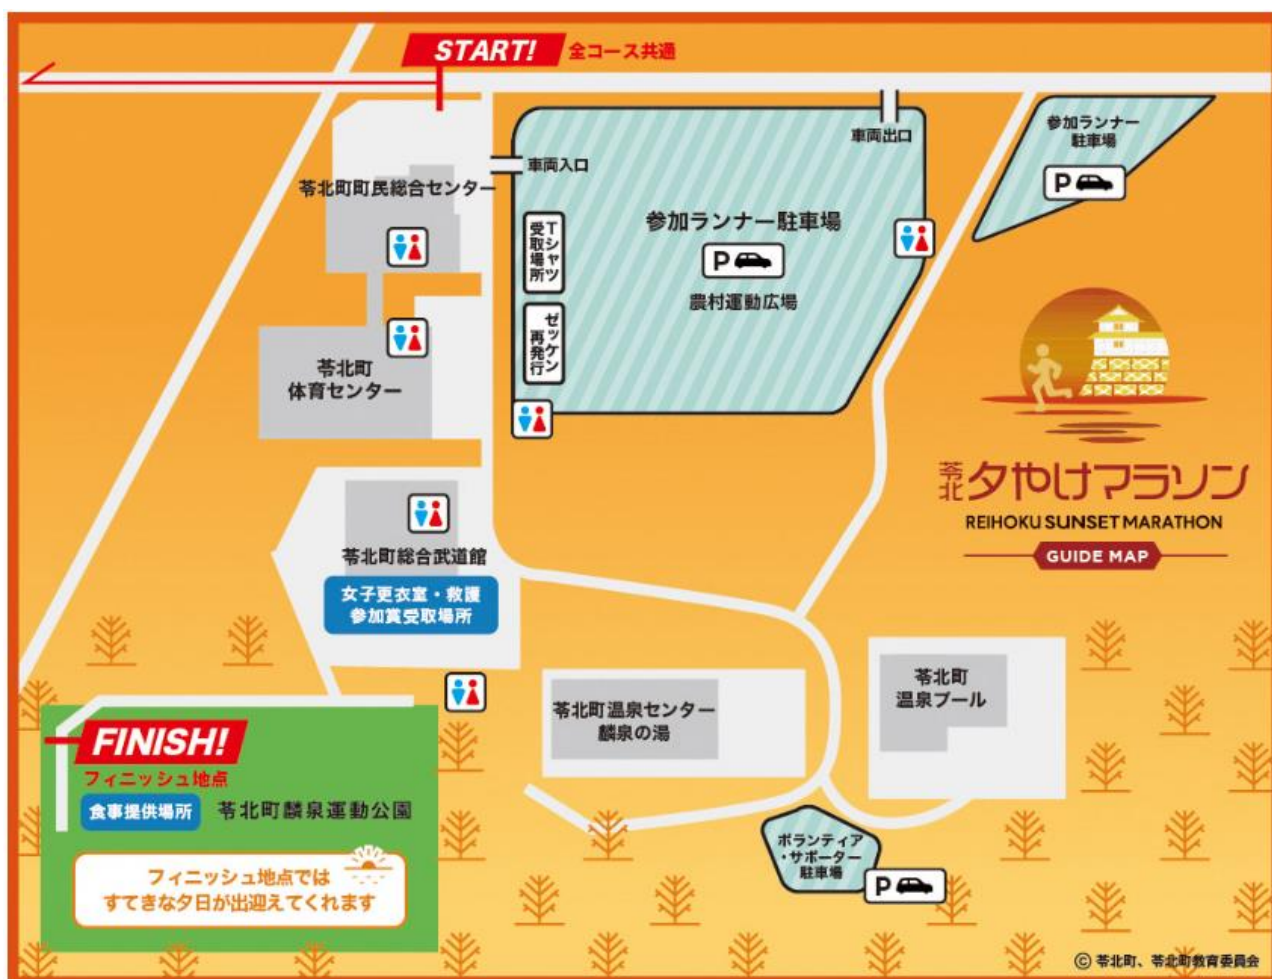 START! 全コース共通
車両出口
参加ランナー
駐車場
P
車両入口
苓北町町民総合センター
Tシャツ
受取場所
参加ランナー駐車場
P
農村運動広場
ゼッケン
再発行
苓北町
体育センター
苓北
夕やけマラソン
REIHOKU SUNSET MARATHON
GUIDE MAP
苓北町総合武道館
女子更衣室・救護
参加賞受取場所
苓北町温泉センター
麟泉の湯
苓北町
温泉プール
FINISH!
フィニッシュ地点
食事提供場所
苓北町麟泉運動公園
フィニッシュ地点では
すてきな夕日が出迎えてくれます
ボランティア
・サポーター
駐車場
P
© 苓北町、苓北町教育委員会